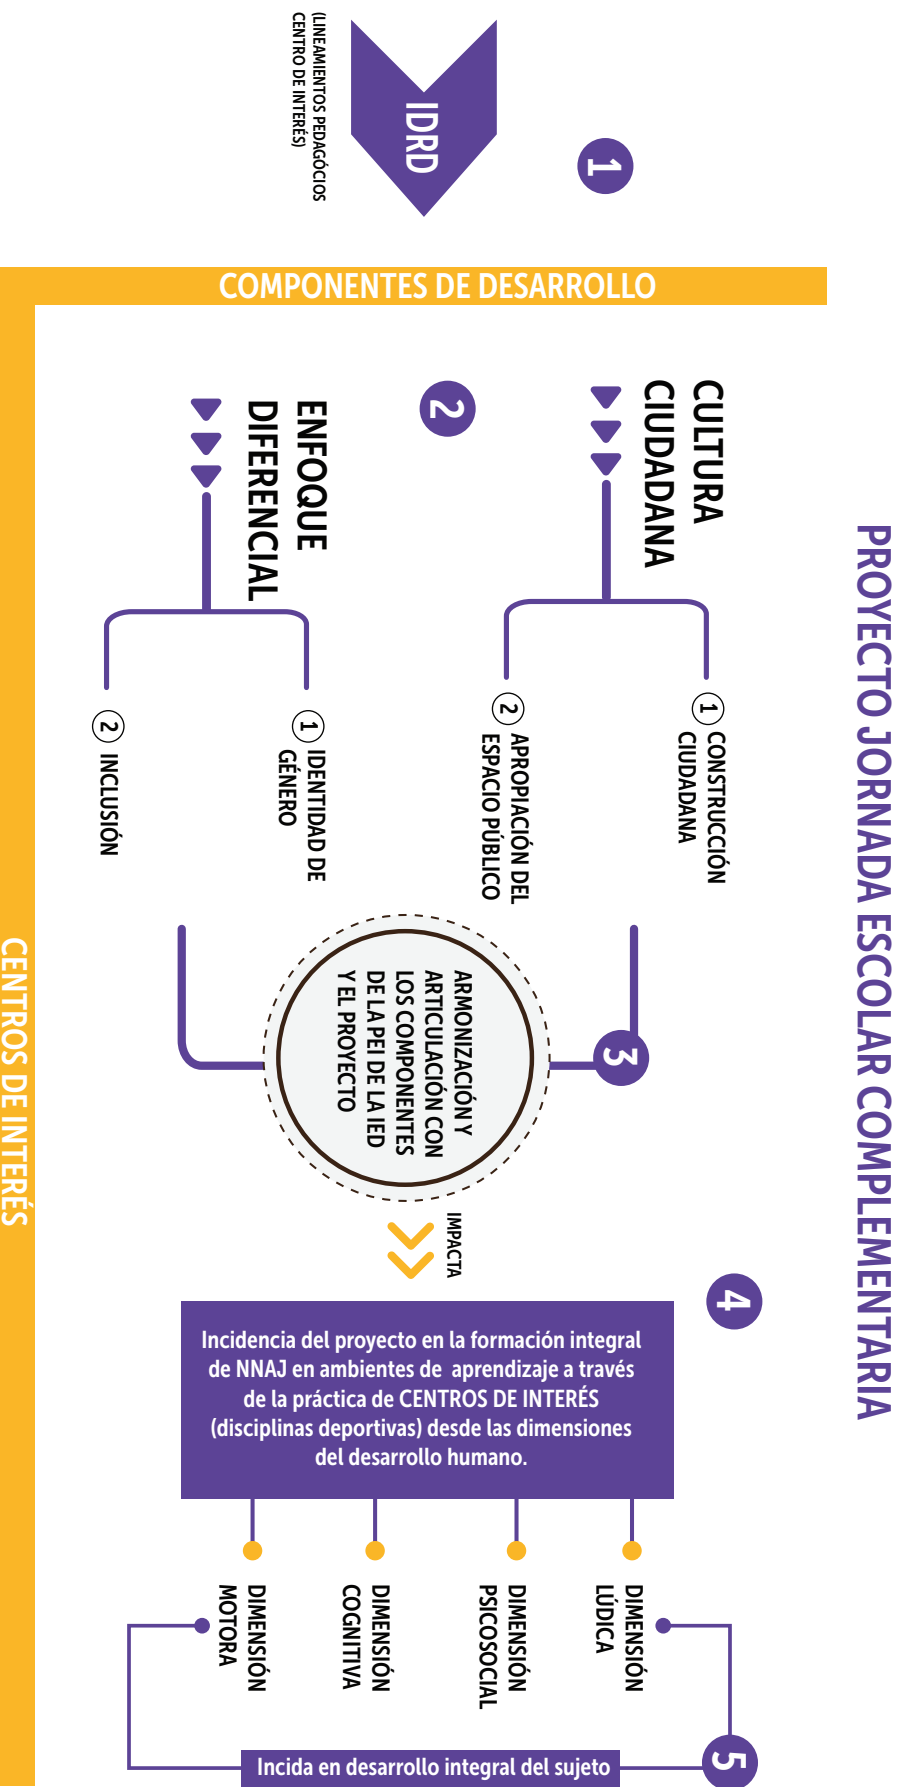 PROYECTO JORNADA ESCOLAR COMPLEMENTARIA
1
IDRD
(LINEAMIENTOS PEDAGÓCIOS
CENTRO DE INTERÉS)
COMPONENTES DE DESARROLLO
2
CULTURA
CIUDADANA
1 CONSTRUCCIÓN
CIUDADANA
2 APROPIACIÓN DEL
ESPACIO PÚBLICO
ENFOQUE
DIFERENCIAL
1 IDENTIDAD DE
GÉNERO
2 INCLUSIÓN
3
ARMONIZACIÓN Y
ARTICULACIÓN CON
LOS COMPONENTES
DE LA PEI DE LA IED
Y EL PROYECTO
IMPACTA
4
Incidencia del proyecto en la formación integral
de NNAJ en ambientes de aprendizaje a través
de la práctica de CENTROS DE INTERÉS
(disciplinas deportivas) desde las dimensiones
del desarrollo humano.
DIMENSIÓN
LÚDICA
DIMENSIÓN
PSICOSOCIAL
DIMENSIÓN
COGNITIVA
DIMENSIÓN
MOTORA
5
Incida en desarrollo integral del sujeto
CENTROS DE INTERÉS